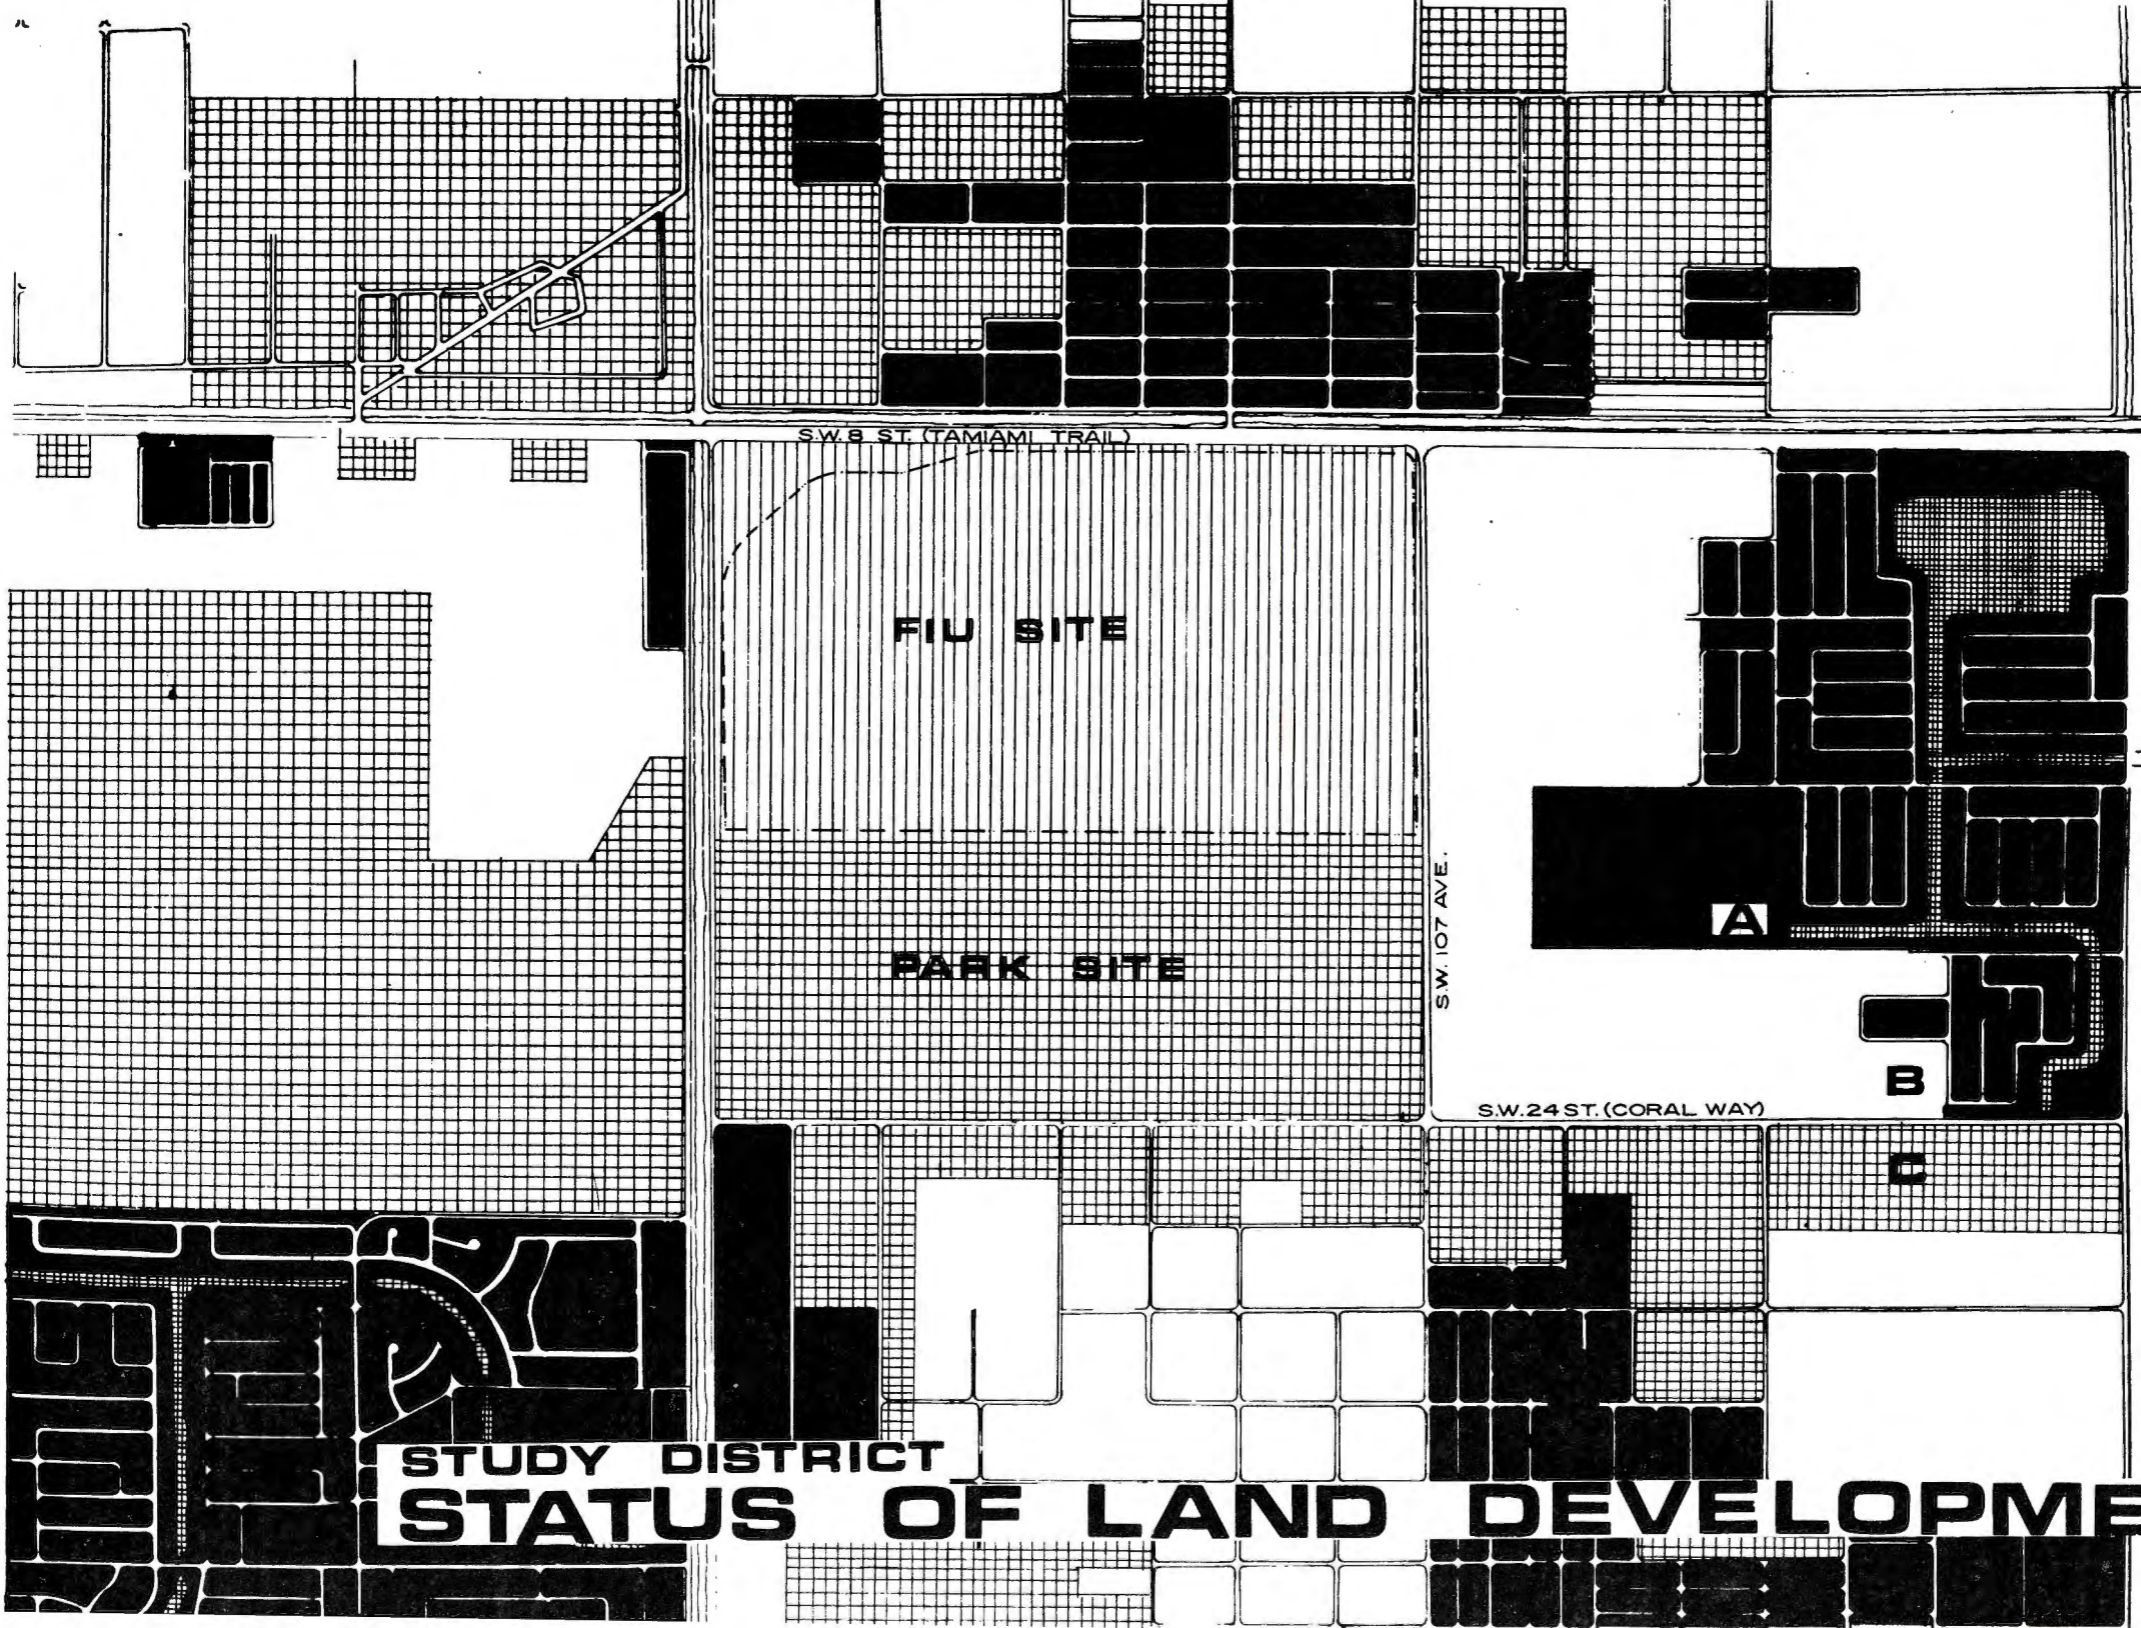 S.W. 8 ST. (TAMIAMI TRAIL)
FIU SITE
S.W. 107 AVE.
A
PARK SITE
B
S.W. 24 ST. (CORAL WAY)
C
STUDY DISTRICT
STATUS OF LAND DEVELOPME